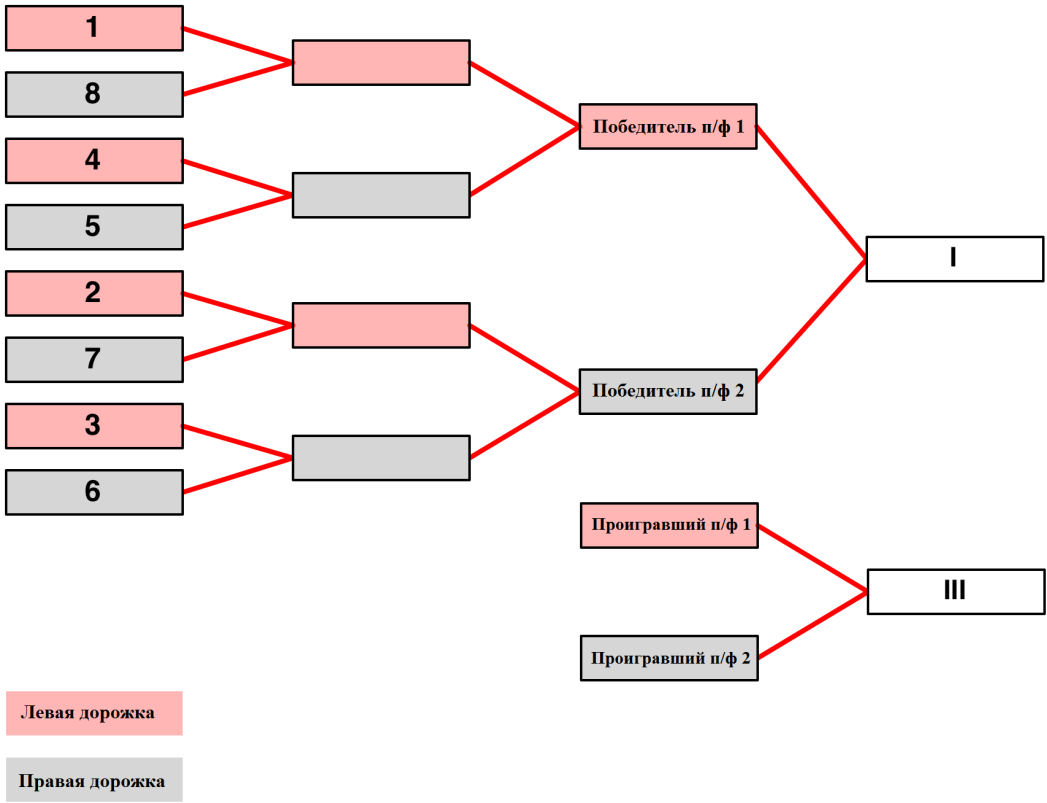 1
8
4
5
2
7
3
6
Победитель п/ф 1
Победитель п/ф 2
I
Проигравший п/ф 1
Проигравший п/ф 2
III
Левая дорожка
Правая дорожка